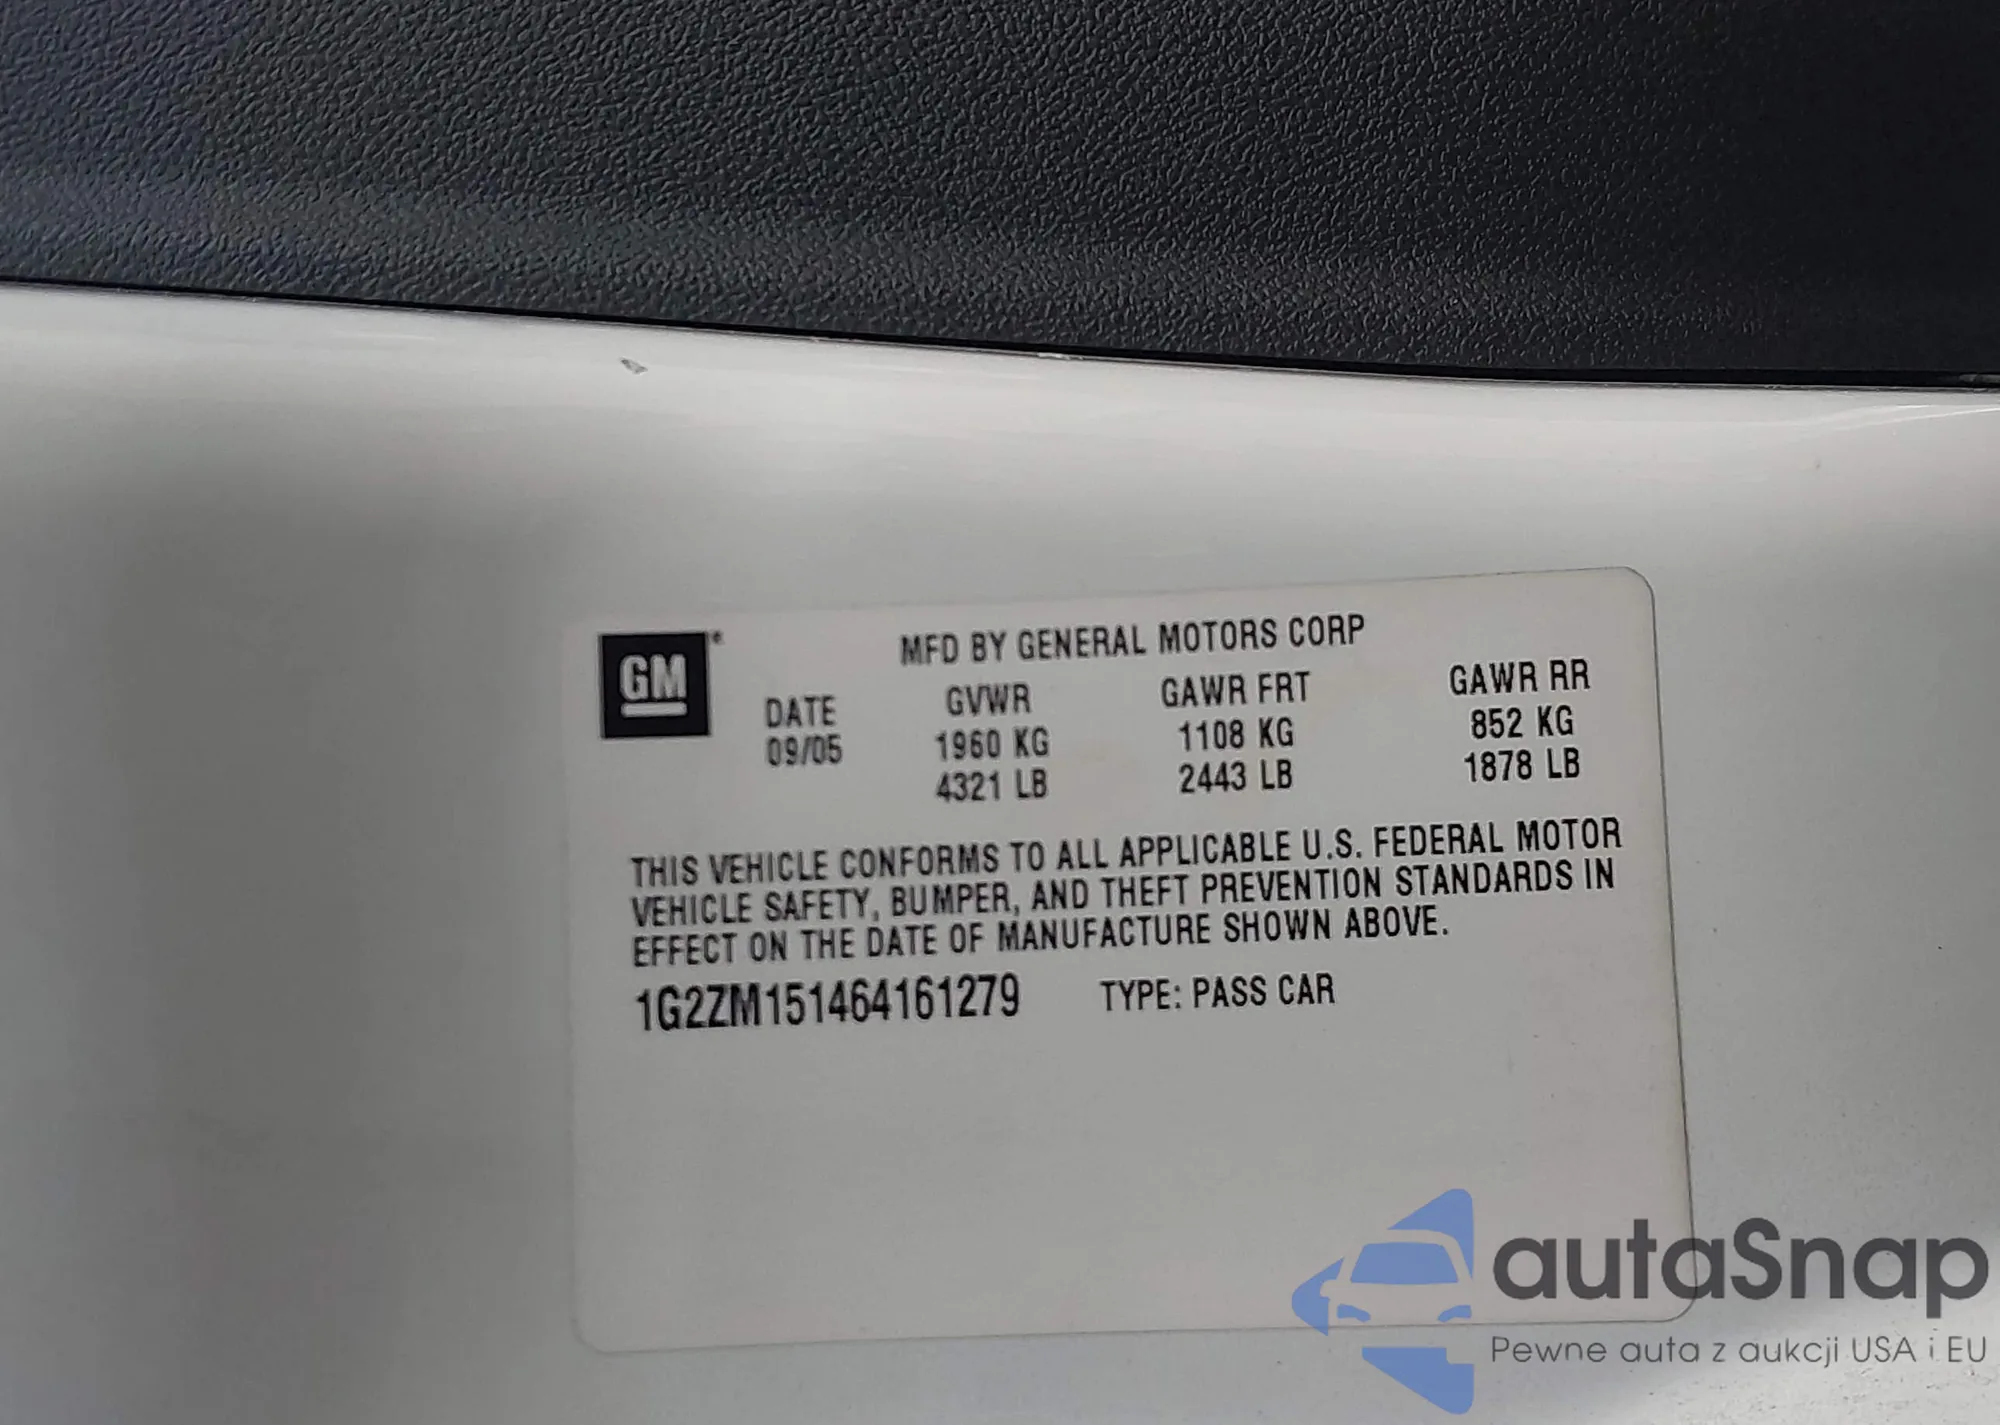 GM
MFD BY GENERAL MOTORS CORP
DATE GVWR GAWR FRT GAWR RR
09/05 1960 KG 1108 KG 852 KG
4321 LB 2443 LB 1878 LB
THIS VEHICLE CONFORMS TO ALL APPLICABLE U.S. FEDERAL MOTOR
VEHICLE SAFETY, BUMPER, AND THEFT PREVENTION STANDARDS IN
EFFECT ON THE DATE OF MANUFACTURE SHOWN ABOVE.
1G2ZM151464161279 TYPE: PASS CAR
autaSnap
Pewne auta z aukcji USA i EU